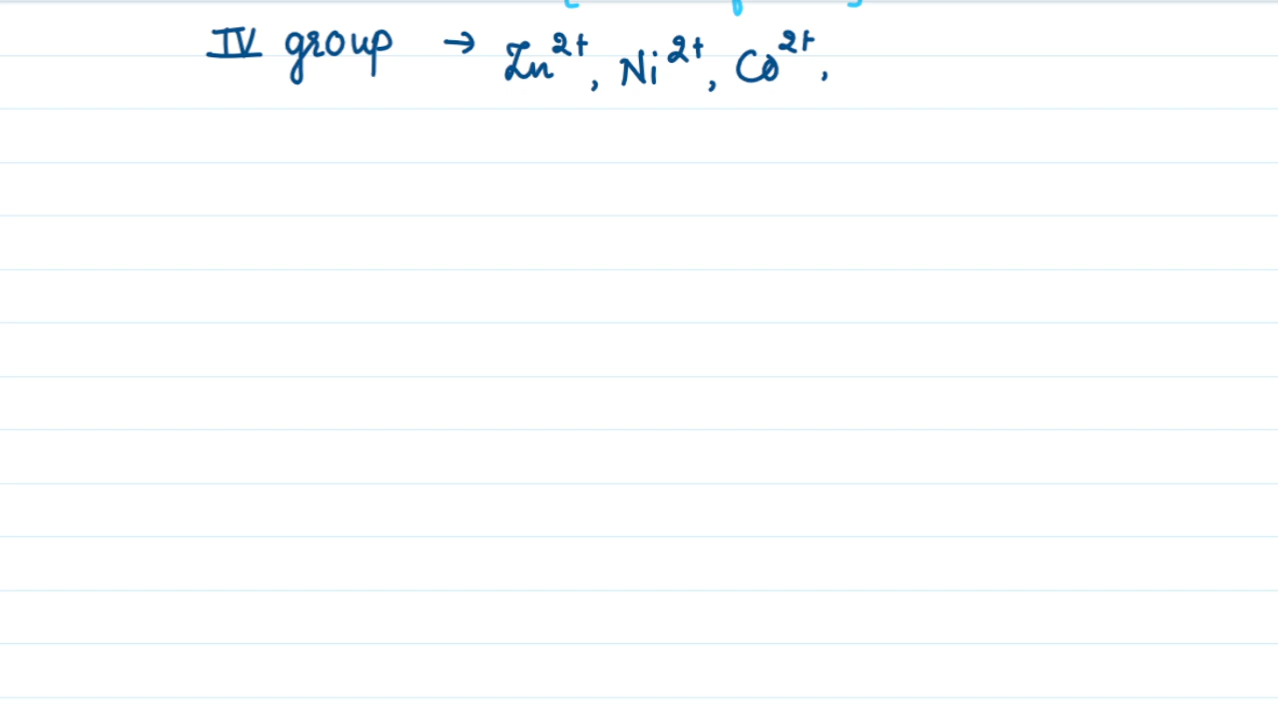 IV group → Zn²⁺, Ni²⁺, Co²⁺,